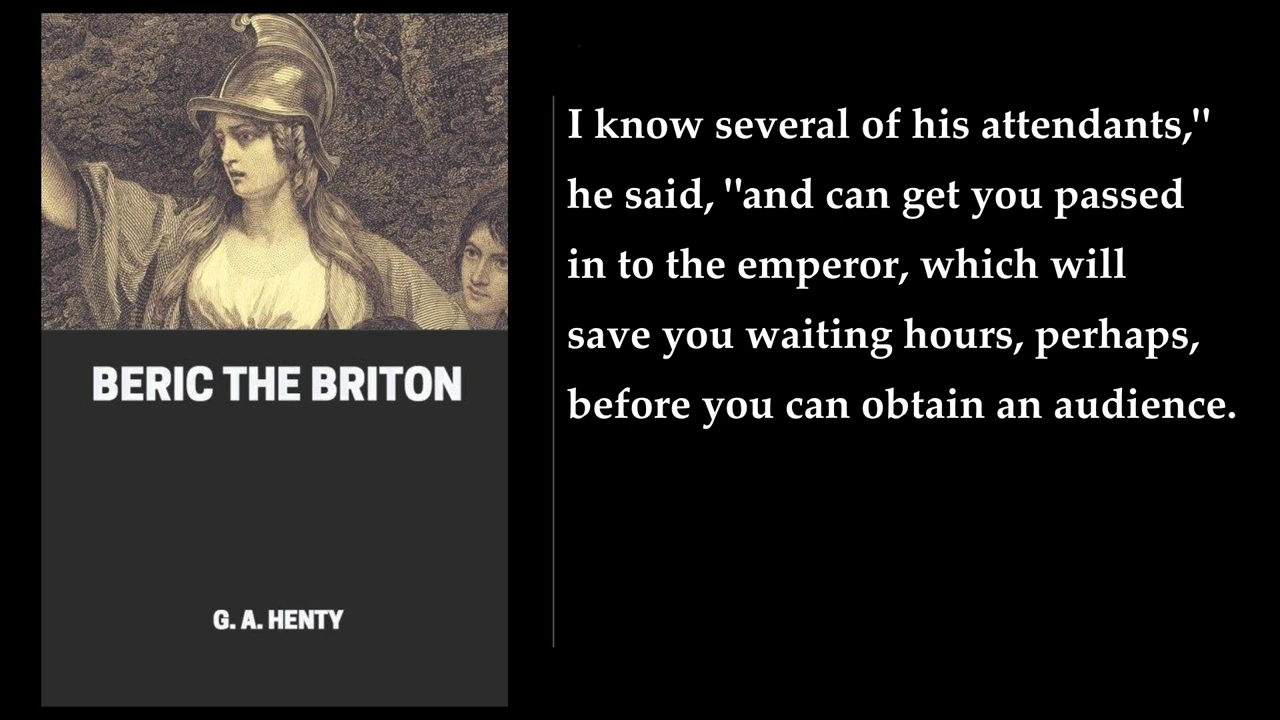 BERIC THE BRITON
G. A. HENTY
I know several of his attendants,"
he said, "and can get you passed
in to the emperor, which will
save you waiting hours, perhaps,
before you can obtain an audience.